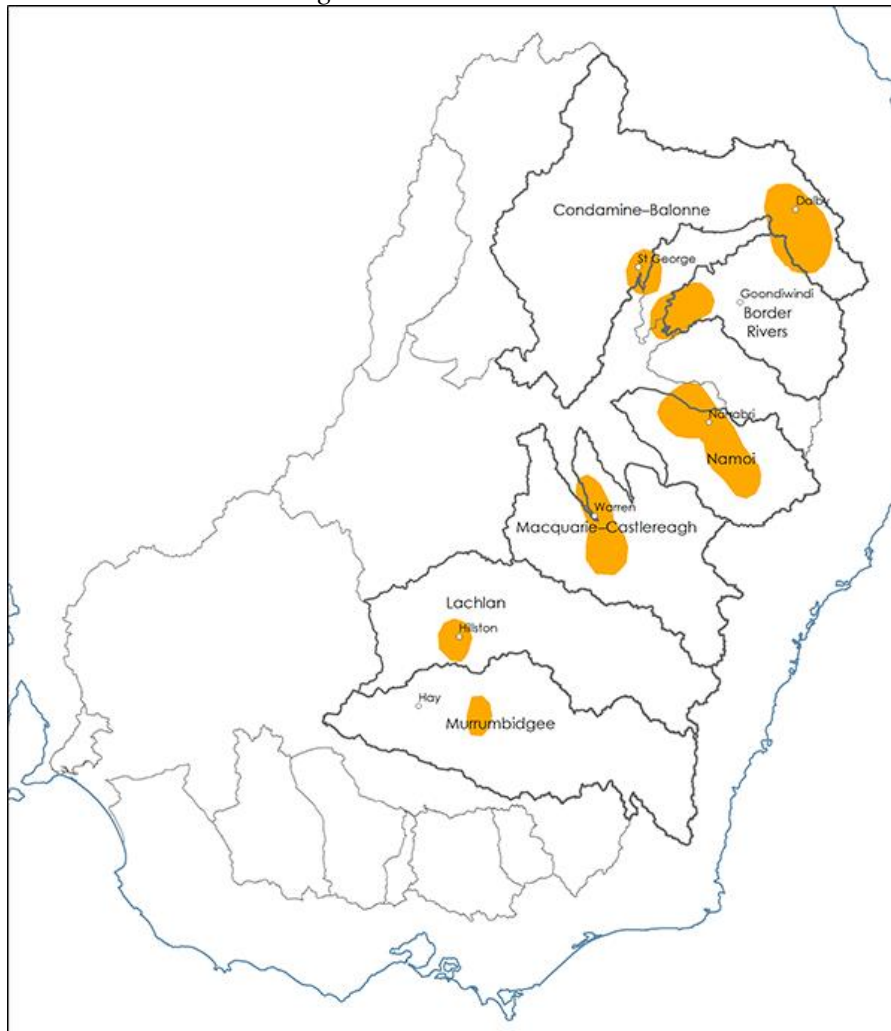 Dalby
Condamine–Balonne
St George
Goondiwindi
Border
Rivers
Narrabri
Namoi
Warren
Macquarie–Castlereagh
Lachlan
Hillston
Hay
Murrumbidgee